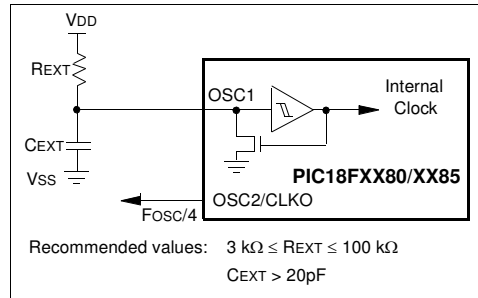 VDD
REXT
OSC1
Internal
Clock
CEXT
PIC18FXX80/XX85
VSS
OSC2/CLKO
FOSC/4
Recommended values: 3 kΩ ≤ REXT ≤ 100 kΩ
CEXT > 20pF